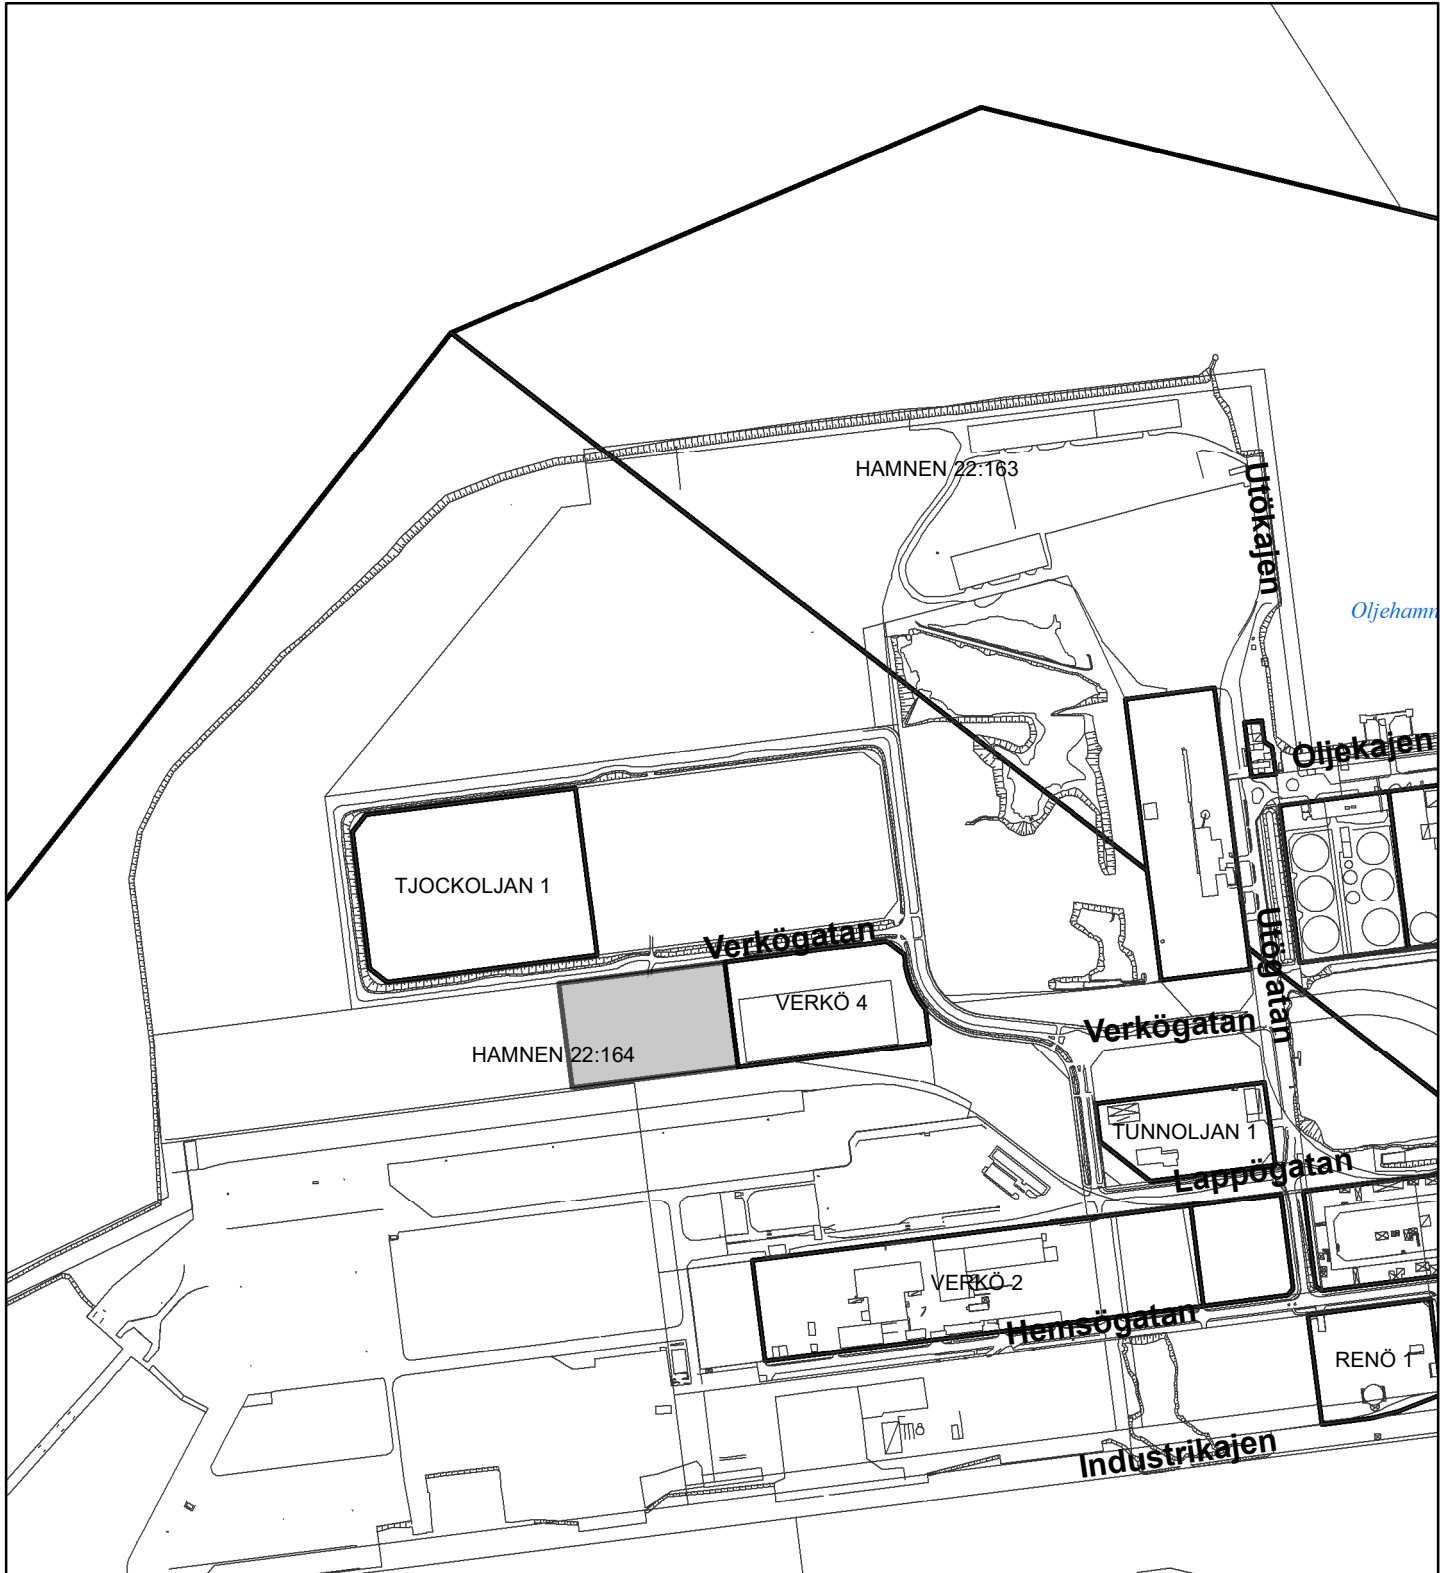 HAMNEN 22:163
Utökajen
Oljehamn
Oljekajen
TJOCKOLJAN 1
Verkögatan
Utögatan
VERKÖ 4
Verkögatan
HAMNEN 22:164
TUNNOLJAN 1
Lappögatan
VERKÖ 2
Hemsögatan
RENÖ 1
Industrikajen